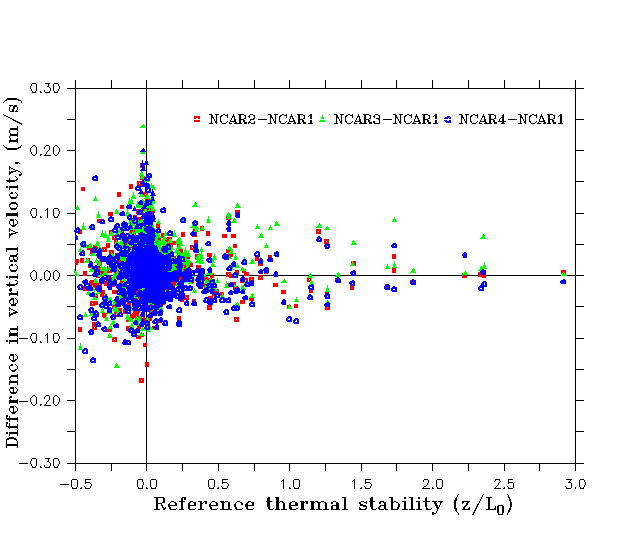 0.30
NCAR2-NCAR1 NCAR3-NCAR1 NCAR4-NCAR1
0.20
0.10
0.00
-0.10
-0.20
-0.30
Difference in vertical velocity, (m/s)
-0.5 0.0 0.5 1.0 1.5 2.0 2.5 3.0
Reference thermal stability (z/L₀)